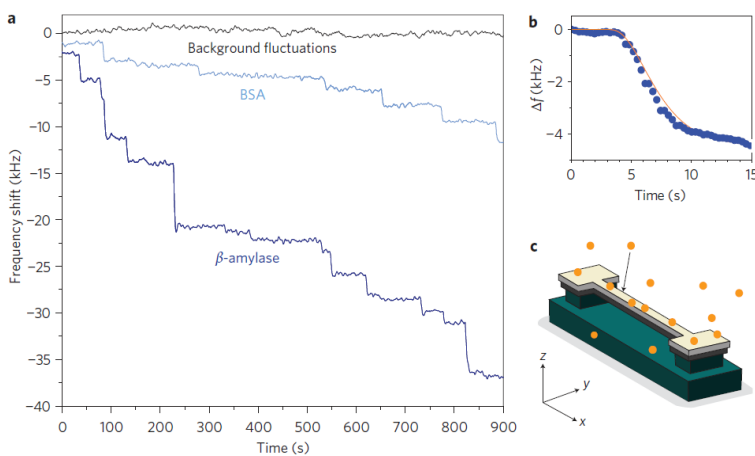 a
Background fluctuations
BSA
β-amylase
0
−5
−10
−15
−20
−25
−30
−35
−40
Frequency shift (kHz)
0 100 200 300 400 500 600 700 800 900
Time (s)
b
0
−2
−4
Δf (kHz)
0 5 10 15
Time (s)
c
z
y
x